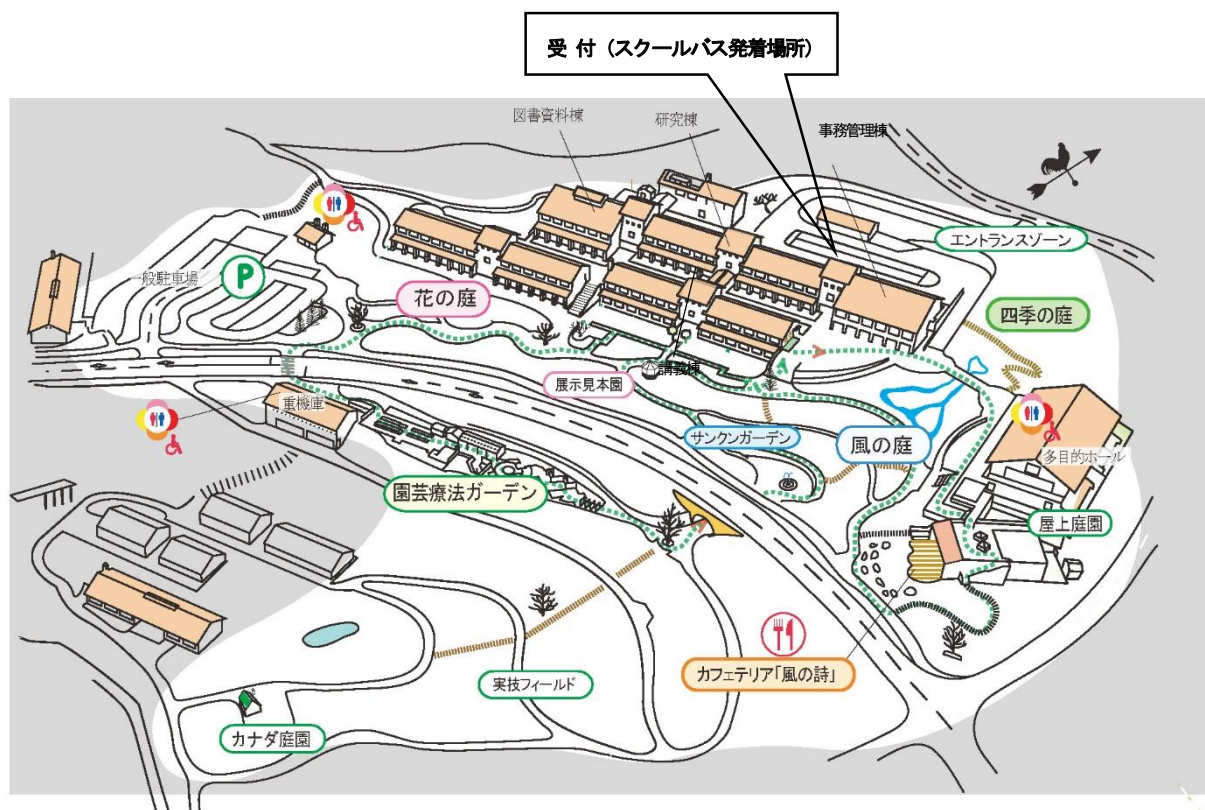 受 付（スクールバス発着場所）
図書資料棟
研究棟
事務管理棟
エントランスゾーン
一般駐車場
P
花の庭
四季の庭
講義棟
展示見本園
重機庫
サンクンガーデン
風の庭
多目的ホール
園芸療法ガーデン
屋上庭園
カフェテリア「風の詩」
実技フィールド
カナダ庭園